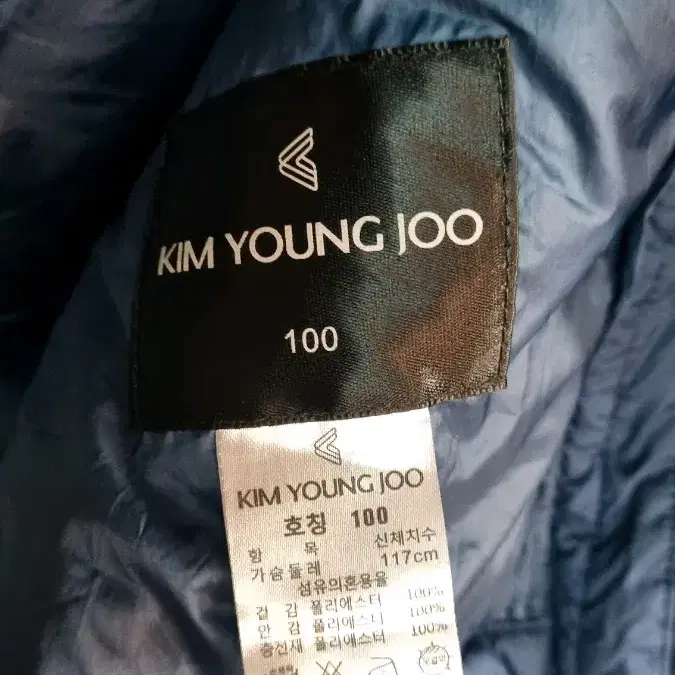 KIM YOUNG JOO
100
KIM YOUNG JOO
호칭 100
항 목 신체치수
가슴둘레 117cm
섬유의혼용율
겉 감 폴리에스터 100%
안 감 폴리에스터 100%
충전재 폴리에스터 100%